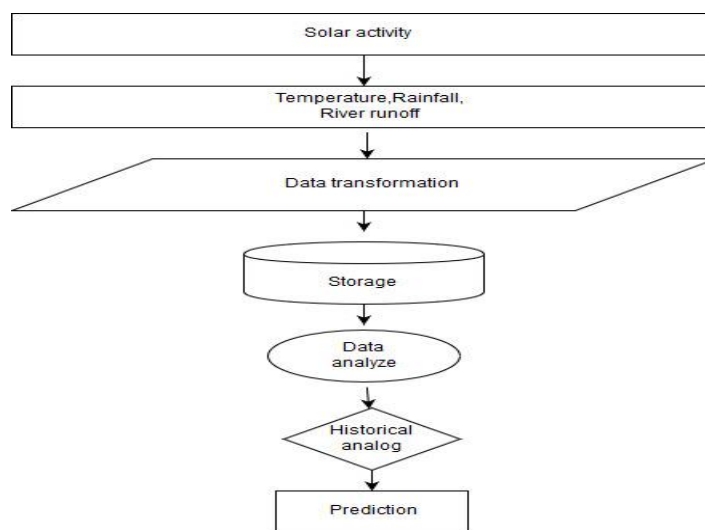 Solar activity
Temperature,Rainfall,
River runoff
Data transformation
Storage
Data
analyze
Historical
analog
Prediction